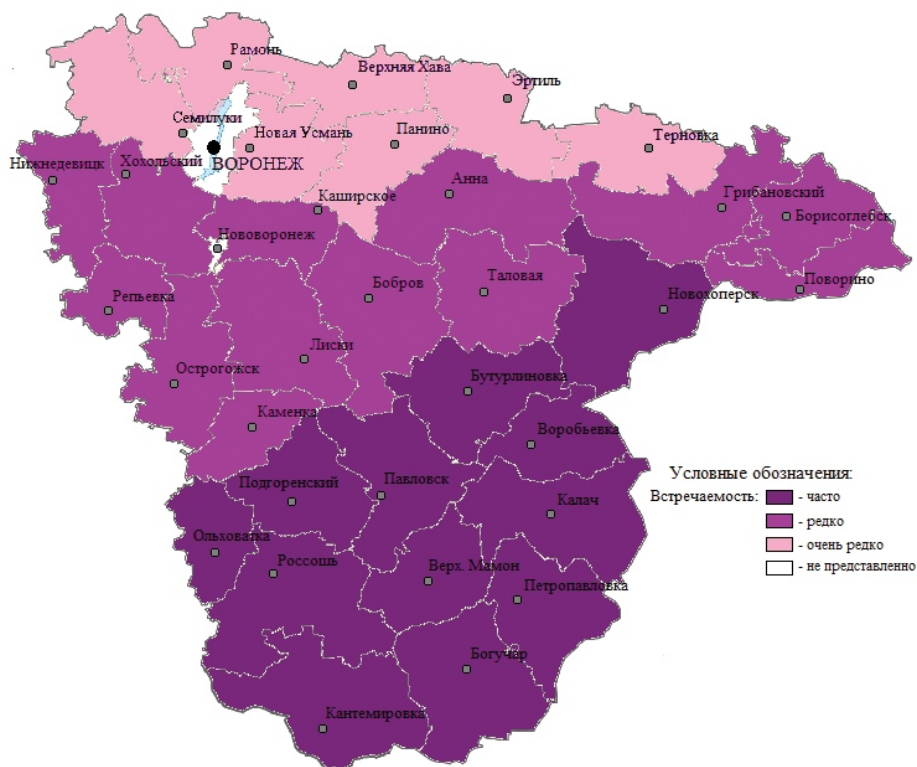 Рамонь
Верхняя Хава
Эртиль
Семилуки
Новая Усмань
Панино
Терновка
ВОРОНЕЖ
Нижнедевицк
Хохольский
Анна
Каширское
Грибановский
Борисоглебск
Нововоронеж
Бобров
Таловая
Поворино
Репьевка
Новохоперск
Лиски
Острогожск
Бутурлиновка
Каменка
Воробьевка
Условные обозначения:
Подгоренский
Павловск
Встречаемость:
- часто
Калач
- редко
Ольховатка
- очень редко
Россошь
Верх. Мамон
- не представленно
Петропавловка
Богучар
Кантемировка